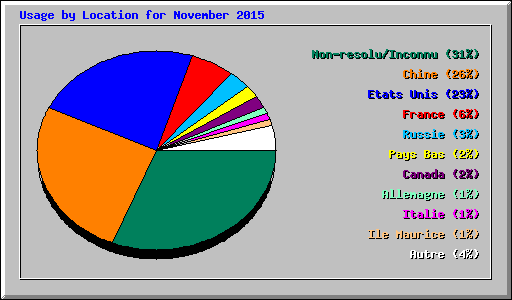 Usage by Location for November 2015
Non-resolu/Inconnu (31%)
Chine (26%)
Etats Unis (23%)
France (6%)
Russie (3%)
Pays Bas (2%)
Canada (2%)
Allemagne (1%)
Italie (1%)
Ile Maurice (1%)
Autre (4%)